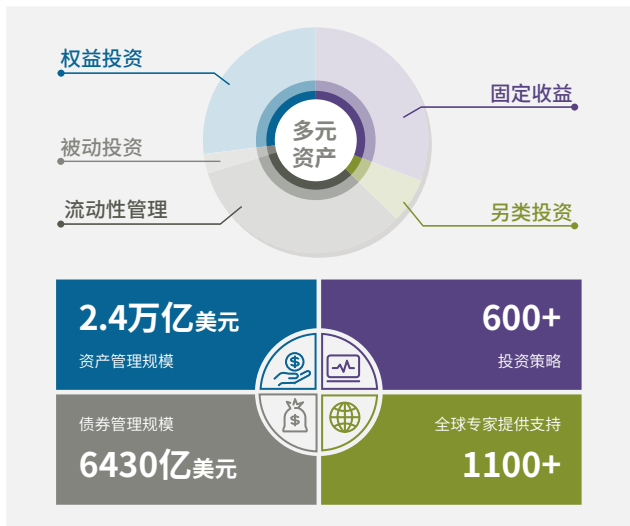 权益投资
固定收益
多元
资产
被动投资
流动性管理
另类投资
2.4万亿美元
资产管理规模
600+
投资策略
债券管理规模
6430亿美元
全球专家提供支持
1100+